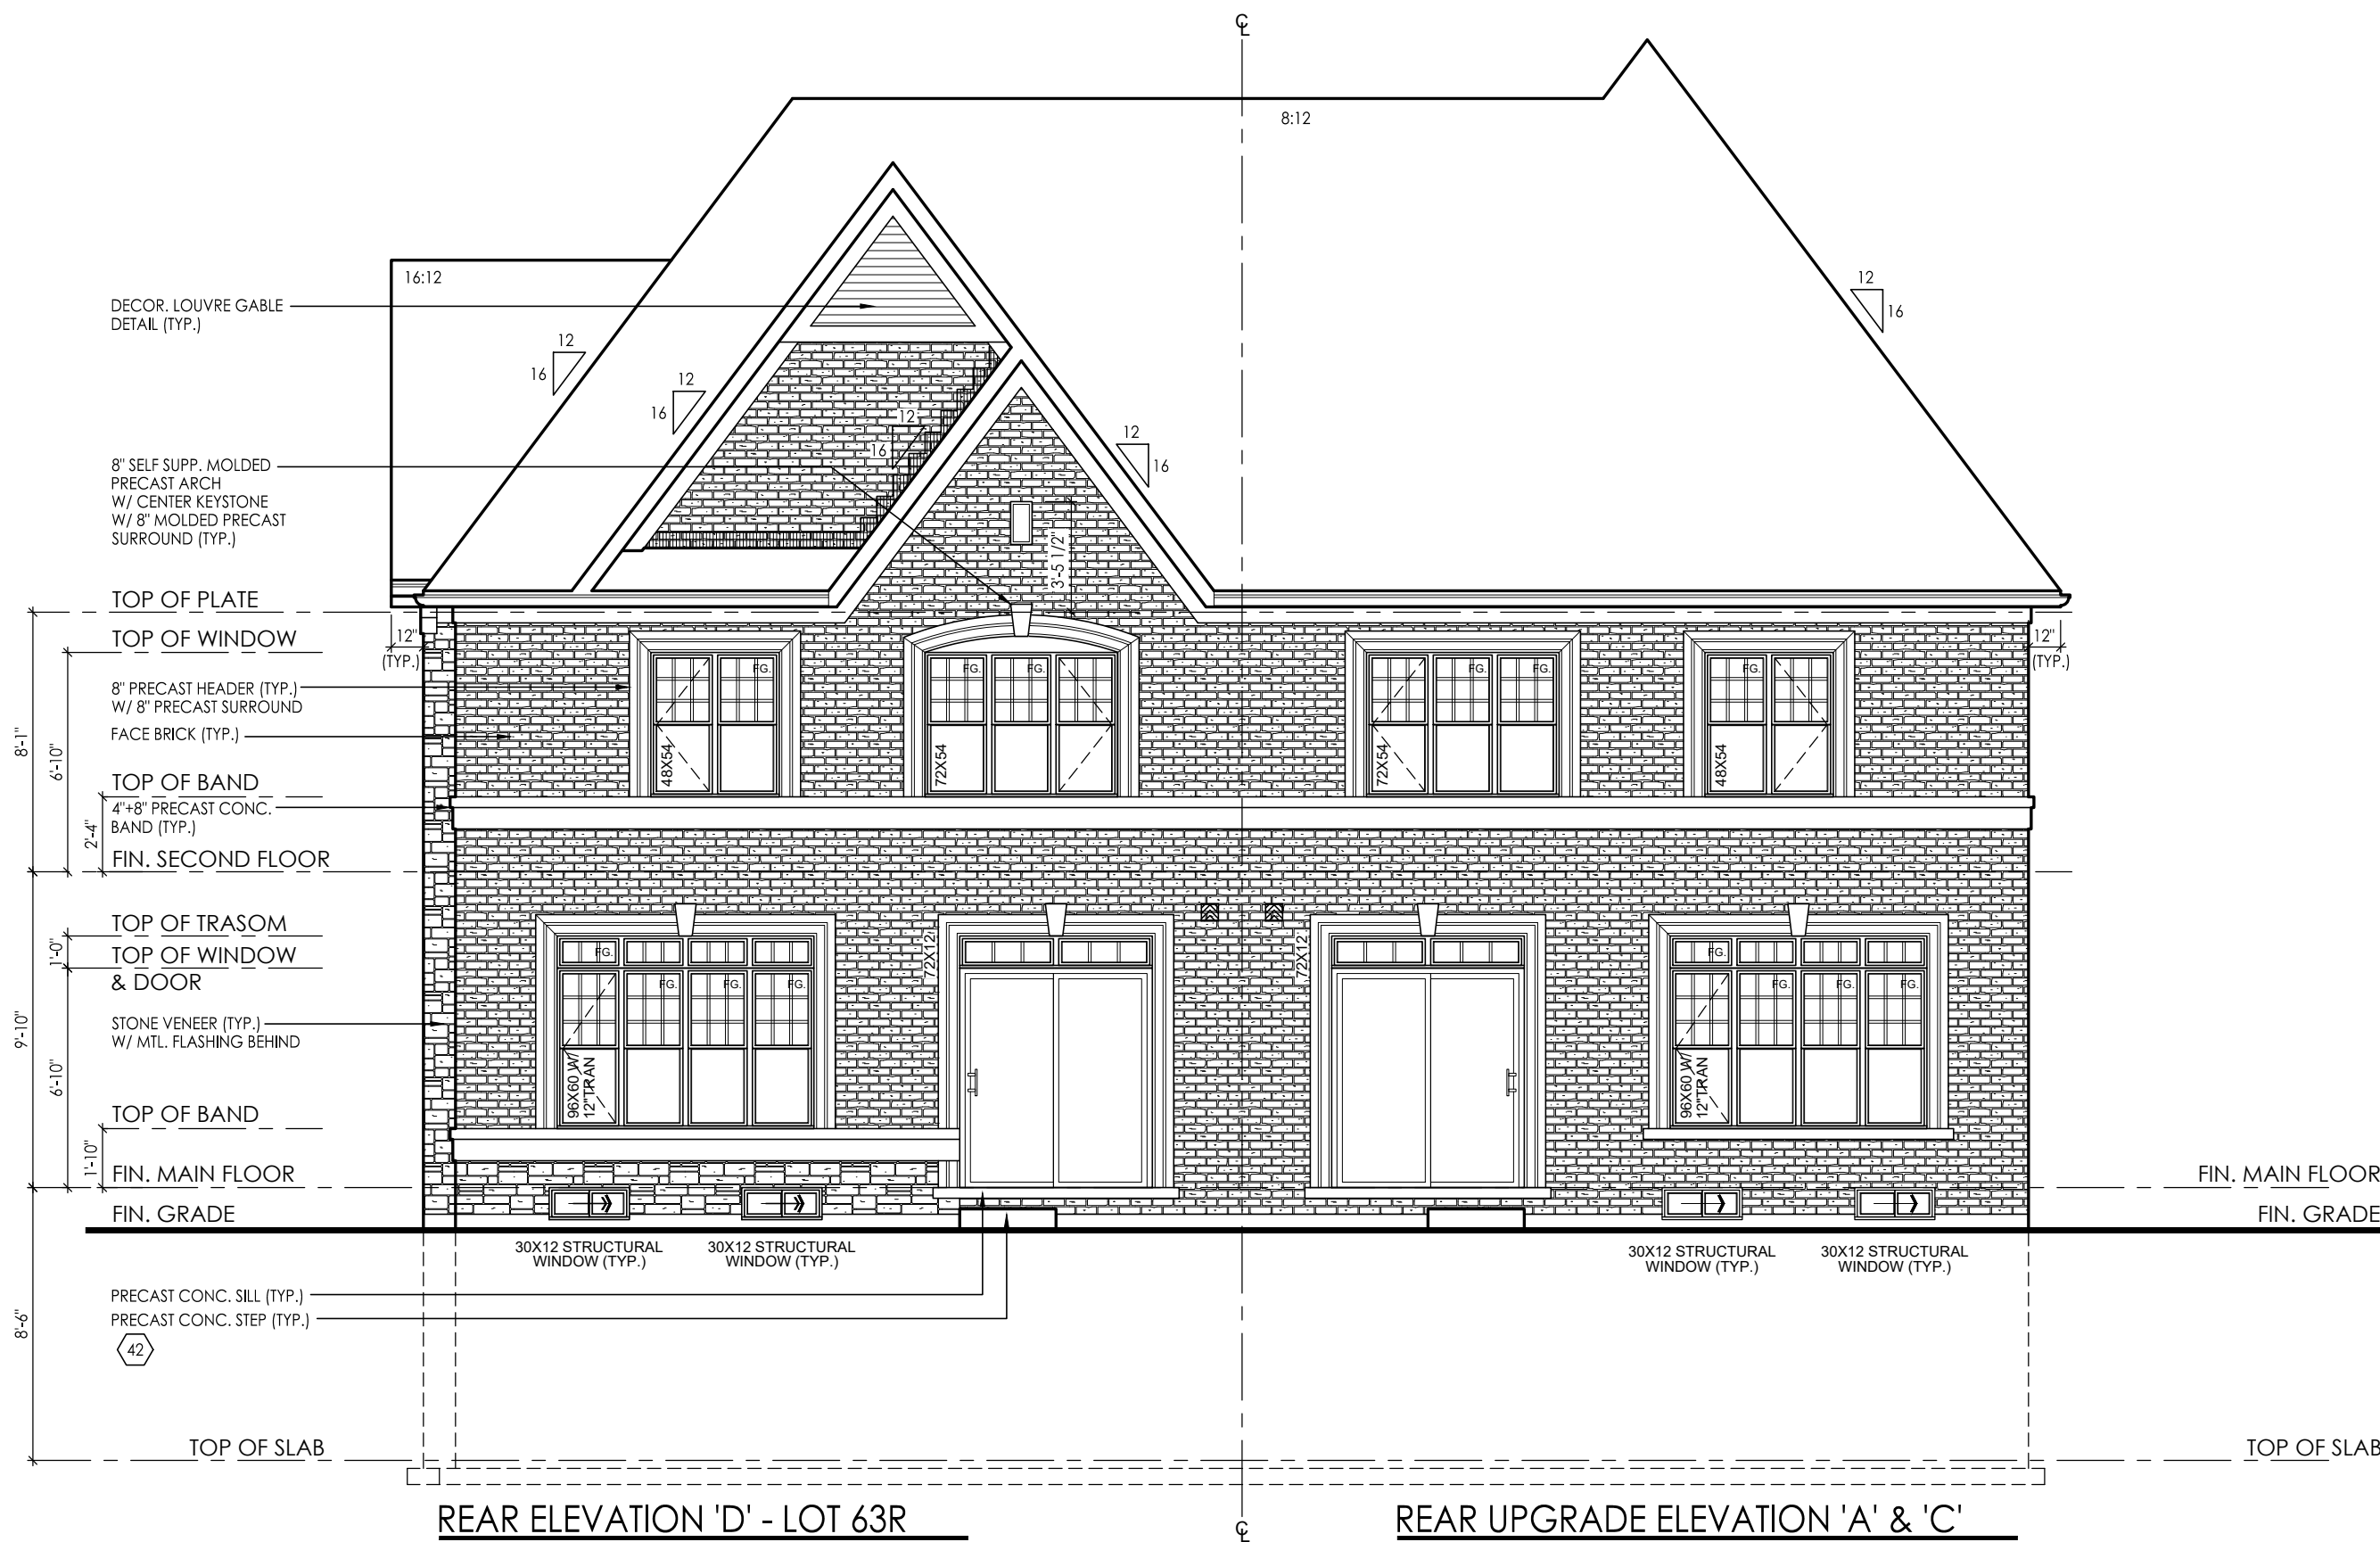 ℄
8:12
16:12
12
16
DECOR. LOUVRE GABLE
DETAIL (TYP.)
12
16
12
16
12
16
12
16
8" SELF SUPP. MOLDED
PRECAST ARCH
W/ CENTER KEYSTONE
W/ 8" MOLDED PRECAST
SURROUND (TYP.)
3'-5 1/2"
TOP OF PLATE
TOP OF WINDOW
12"
(TYP.)
12"
(TYP.)
8" PRECAST HEADER (TYP.)
W/ 8" PRECAST SURROUND
FG.
FG.
FG.
FG.
FG.
FG.
FACE BRICK (TYP.)
8'-1"
6'-10"
48X54
72X54
72X54
48X54
TOP OF BAND
4"+8" PRECAST CONC.
BAND (TYP.)
2'-4"
FIN. SECOND FLOOR
TOP OF TRASOM
1'-0"
TOP OF WINDOW
& DOOR
FG.
72X12
72X12
FG.
FG.
FG.
FG.
FG.
FG.
FG.
STONE VENEER (TYP.)
W/ MTL. FLASHING BEHIND
9'-10"
6'-10"
96X60 W/
12"TRAN
96X60 W/
12"TRAN
TOP OF BAND
1'-10"
FIN. MAIN FLOOR
FIN. MAIN FLOOR
FIN. GRADE
FIN. GRADE
30X12 STRUCTURAL
WINDOW (TYP.)
30X12 STRUCTURAL
WINDOW (TYP.)
30X12 STRUCTURAL
WINDOW (TYP.)
30X12 STRUCTURAL
WINDOW (TYP.)
PRECAST CONC. SILL (TYP.)
PRECAST CONC. STEP (TYP.)
8'-6"
42
TOP OF SLAB
TOP OF SLAB
REAR ELEVATION 'D' - LOT 63R
REAR UPGRADE ELEVATION 'A' & 'C'
℄